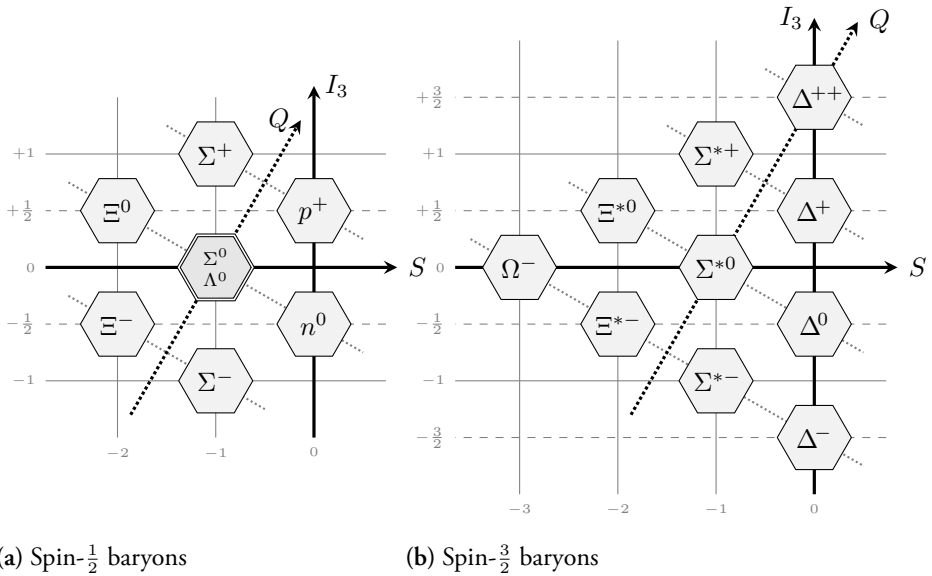 I₃
Q
I₃
Q
+3/2
Δ⁺⁺
+1
Σ⁺
+1
Σ*⁺
+1/2
Ξ⁰
p⁺
+1/2
Ξ*⁰
Δ⁺
0
Σ⁰
Λ⁰
S
0
Ω⁻
Σ*⁰
S
−1/2
Ξ⁻
n⁰
−1/2
Ξ*⁻
Δ⁰
−1
Σ⁻
−1
Σ*⁻
−3/2
Δ⁻
−2
−1
0
−3
−2
−1
0
(a) Spin-1/2 baryons
(b) Spin-3/2 baryons